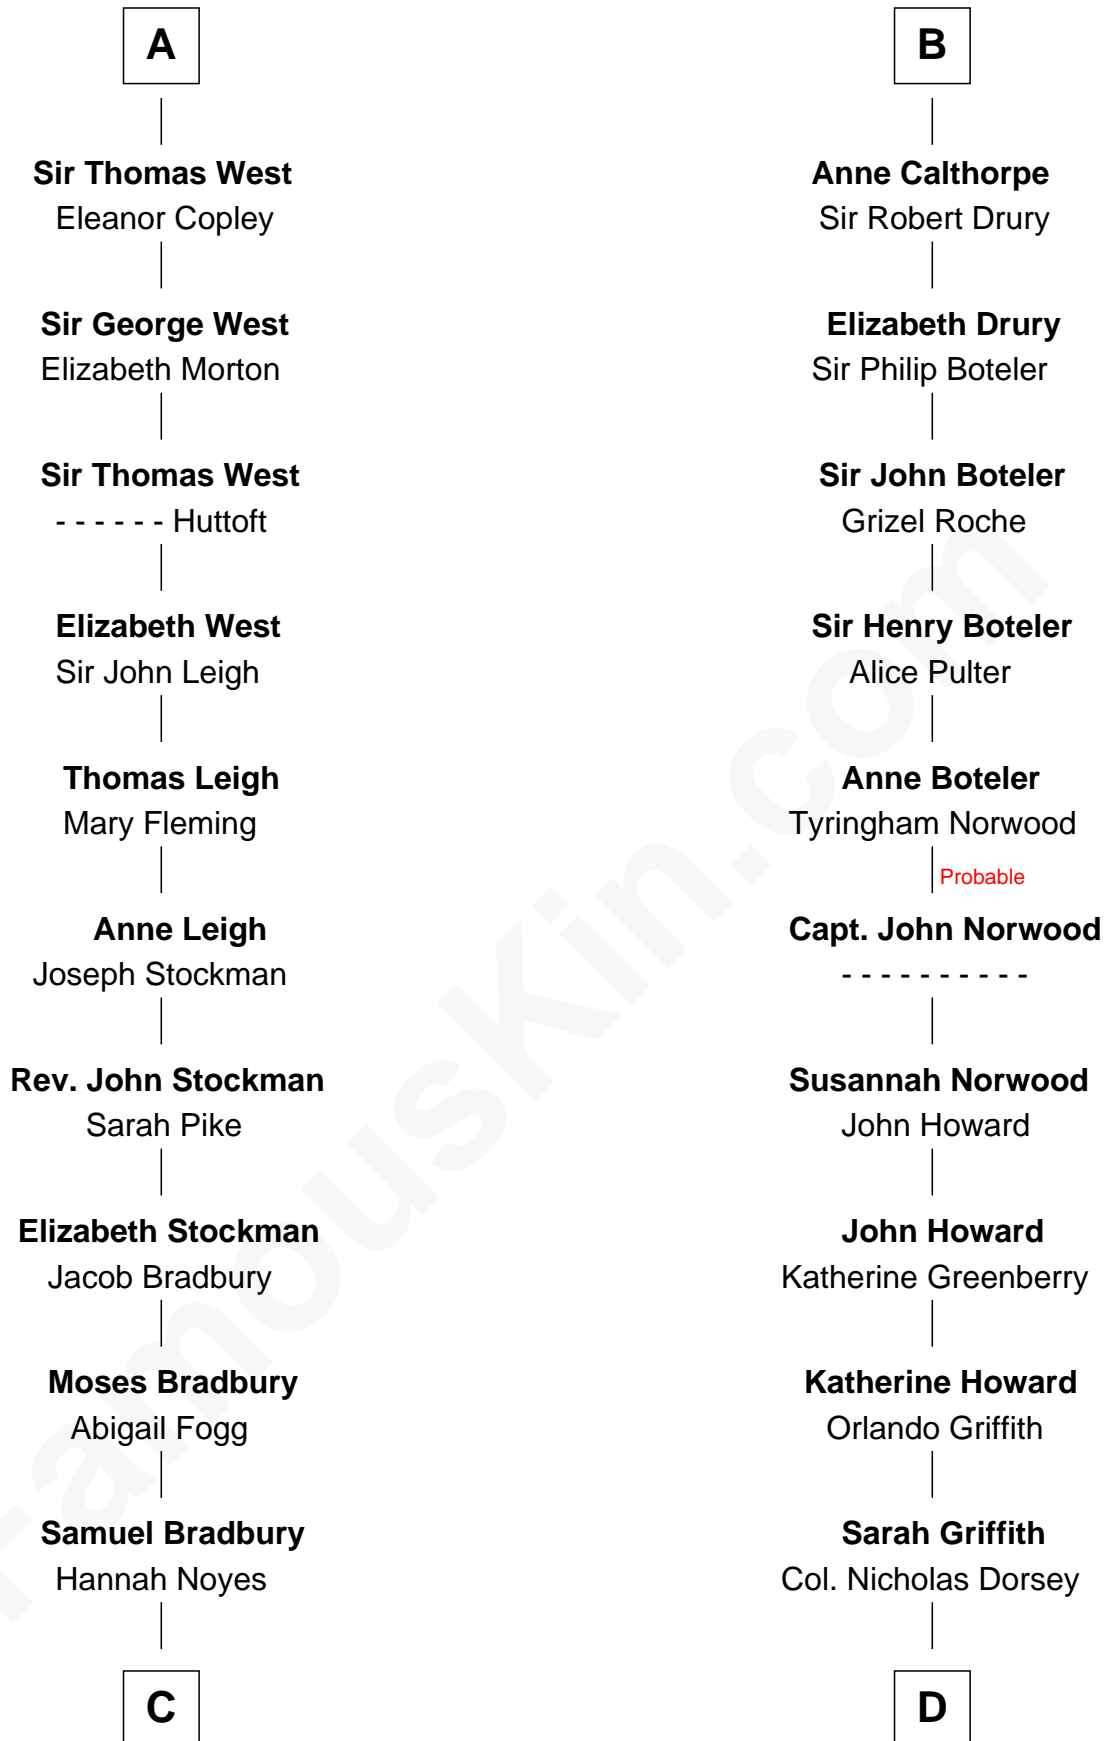 A
Sir Thomas West
Eleanor Copley
Sir George West
Elizabeth Morton
Sir Thomas West
- - - - - - Huttoft
Elizabeth West
Sir John Leigh
Thomas Leigh
Mary Fleming
Anne Leigh
Joseph Stockman
Rev. John Stockman
Sarah Pike
Elizabeth Stockman
Jacob Bradbury
Moses Bradbury
Abigail Fogg
Samuel Bradbury
Hannah Noyes
C
B
Anne Calthorpe
Sir Robert Drury
Elizabeth Drury
Sir Philip Boteler
Sir John Boteler
Grizel Roche
Sir Henry Boteler
Alice Pulter
Anne Boteler
Tyringham Norwood
Probable
Capt. John Norwood
- - - - - - - - - -
Susannah Norwood
John Howard
John Howard
Katherine Greenberry
Katherine Howard
Orlando Griffith
Sarah Griffith
Col. Nicholas Dorsey
D
FamousKin.com